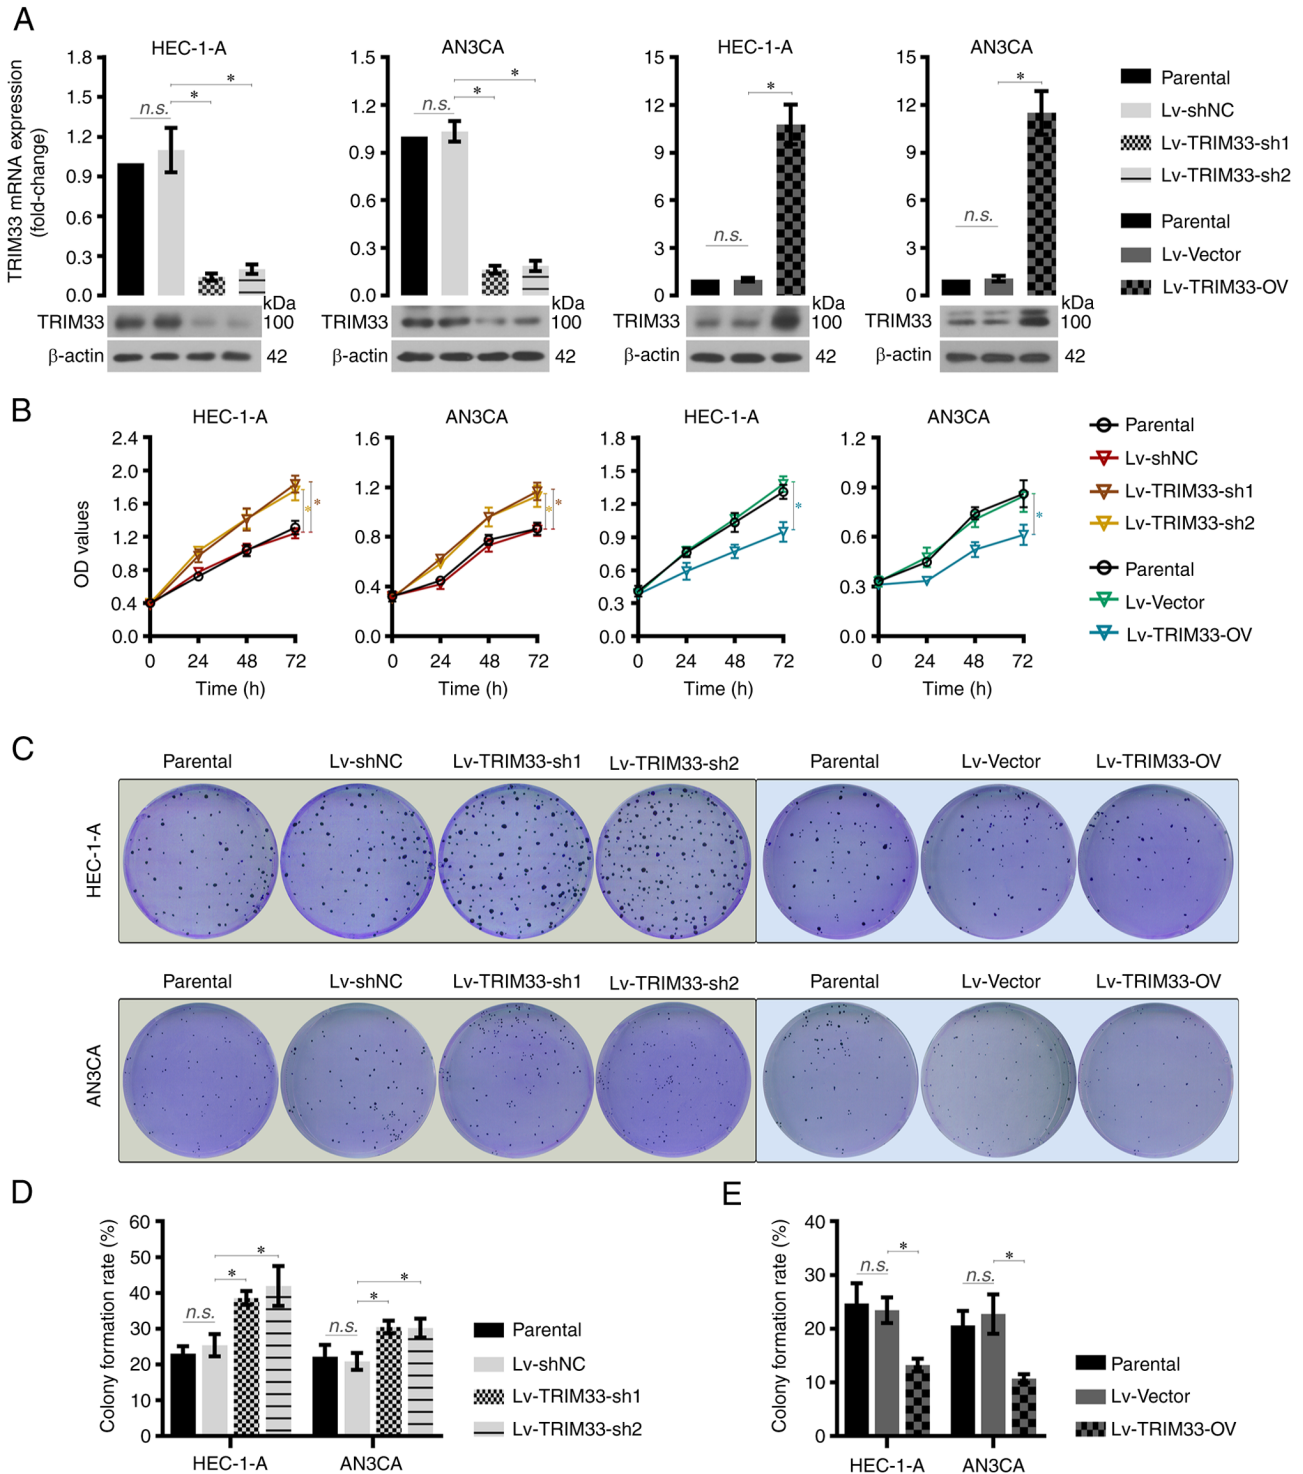 A
HEC-1-A
AN3CA
HEC-1-A
AN3CA
TRIM33 mRNA expression
(fold-change)
1.8
1.5
1.2
0.9
0.6
0.3
0.0
n.s.
*
*
1.5
1.2
0.9
0.6
0.3
0.0
n.s.
*
*
15
12
9
6
3
0
n.s.
*
15
12
9
6
3
0
n.s.
*
Parental
Lv-shNC
Lv-TRIM33-sh1
Lv-TRIM33-sh2
Parental
Lv-Vector
Lv-TRIM33-OV
kDa
kDa
kDa
kDa
TRIM33
100
TRIM33
100
TRIM33
100
TRIM33
100
β-actin
42
β-actin
42
β-actin
42
β-actin
42
B
HEC-1-A
AN3CA
HEC-1-A
AN3CA
OD values
2.4
2.0
1.6
1.2
0.8
0.4
0.0
* *
0 24 48 72
Time (h)
1.6
1.2
0.8
0.4
0.0
* *
0 24 48 72
Time (h)
1.8
1.5
1.2
0.9
0.6
0.3
0.0
*
0 24 48 72
Time (h)
1.2
0.9
0.6
0.3
0.0
*
0 24 48 72
Time (h)
Parental
Lv-shNC
Lv-TRIM33-sh1
Lv-TRIM33-sh2
Parental
Lv-Vector
Lv-TRIM33-OV
C
Parental Lv-shNC Lv-TRIM33-sh1 Lv-TRIM33-sh2 Parental Lv-Vector Lv-TRIM33-OV
HEC-1-A
Parental Lv-shNC Lv-TRIM33-sh1 Lv-TRIM33-sh2 Parental Lv-Vector Lv-TRIM33-OV
AN3CA
D
Colony formation rate (%)
60
50
40
30
20
10
0
n.s.
*
*
n.s.
*
*
HEC-1-A AN3CA
Parental
Lv-shNC
Lv-TRIM33-sh1
Lv-TRIM33-sh2
E
Colony formation rate (%)
40
30
20
10
0
n.s.
*
n.s.
*
HEC-1-A AN3CA
Parental
Lv-Vector
Lv-TRIM33-OV